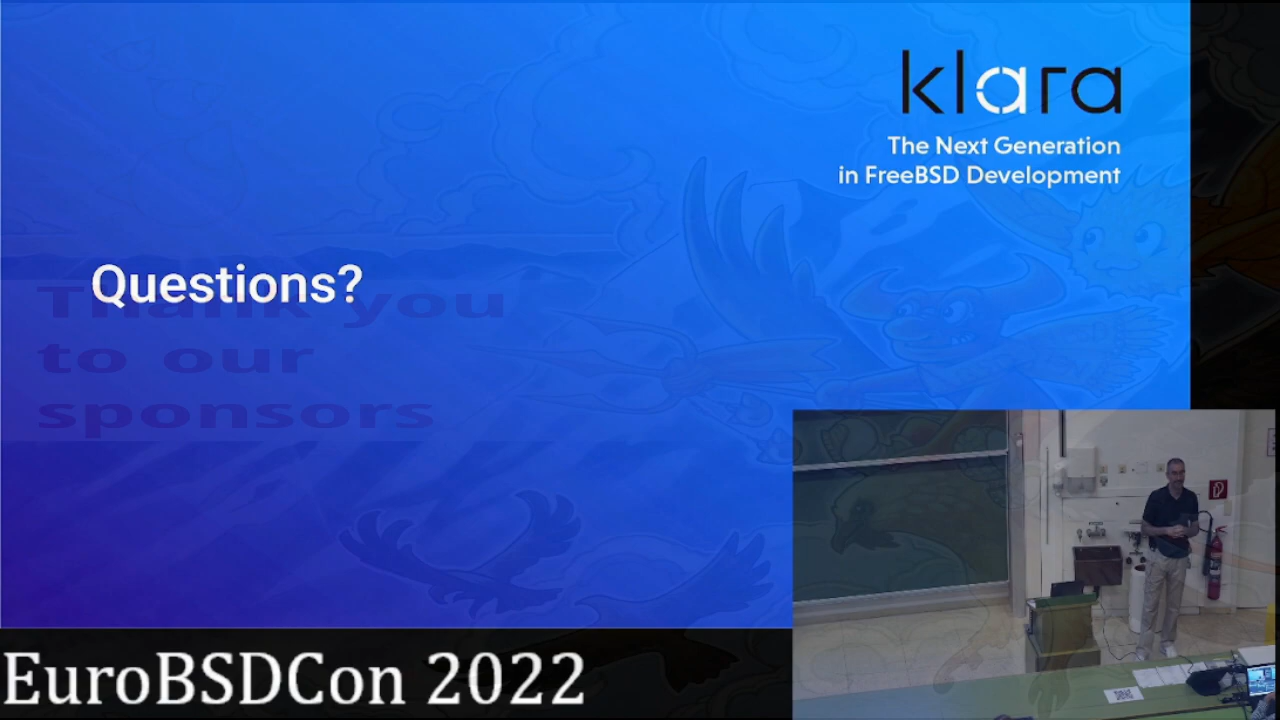 klara
The Next Generation
in FreeBSD Development
Questions?
Thank you
to our
sponsors
EuroBSDCon 2022